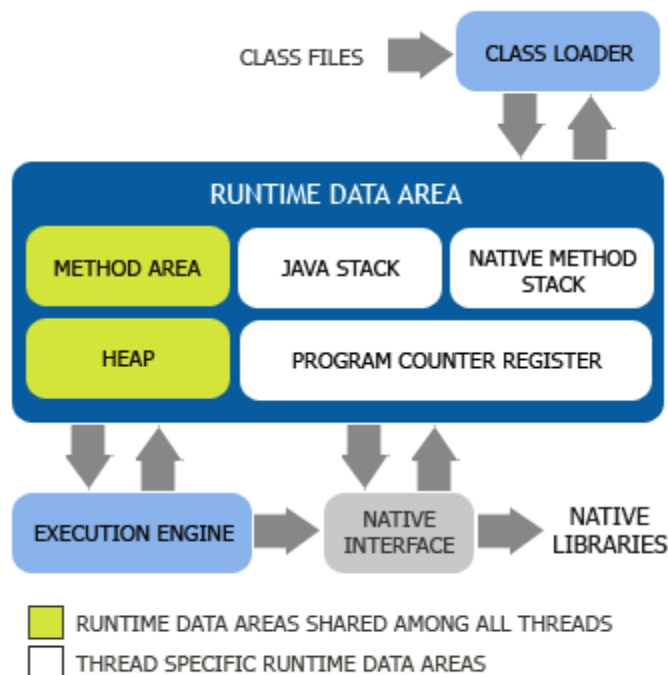 CLASS FILES
CLASS LOADER
RUNTIME DATA AREA
METHOD AREA
JAVA STACK
NATIVE METHOD
STACK
HEAP
PROGRAM COUNTER REGISTER
EXECUTION ENGINE
NATIVE
INTERFACE
NATIVE
LIBRARIES
RUNTIME DATA AREAS SHARED AMONG ALL THREADS
THREAD SPECIFIC RUNTIME DATA AREAS